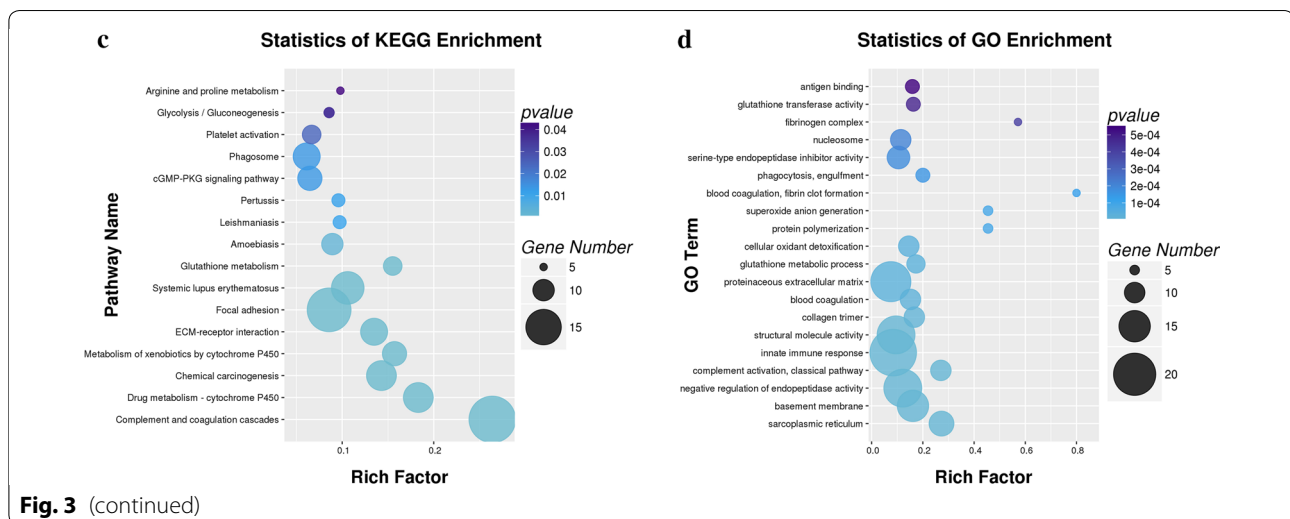 c
Statistics of KEGG Enrichment
Pathway Name
Arginine and proline metabolism
Glycolysis / Gluconeogenesis
Platelet activation
Phagosome
cGMP-PKG signaling pathway
Pertussis
Leishmaniasis
Amoebiasis
Glutathione metabolism
Systemic lupus erythematosus
Focal adhesion
ECM-receptor interaction
Metabolism of xenobiotics by cytochrome P450
Chemical carcinogenesis
Drug metabolism - cytochrome P450
Complement and coagulation cascades
0.1 0.2
Rich Factor
pvalue
0.04
0.03
0.02
0.01
Gene Number
5
10
15
d
Statistics of GO Enrichment
GO Term
antigen binding
glutathione transferase activity
fibrinogen complex
nucleosome
serine-type endopeptidase inhibitor activity
phagocytosis, engulfment
blood coagulation, fibrin clot formation
superoxide anion generation
protein polymerization
cellular oxidant detoxification
glutathione metabolic process
proteinaceous extracellular matrix
blood coagulation
collagen trimer
structural molecule activity
innate immune response
complement activation, classical pathway
negative regulation of endopeptidase activity
basement membrane
sarcoplasmic reticulum
0.0 0.2 0.4 0.6 0.8
Rich Factor
pvalue
5e-04
4e-04
3e-04
2e-04
1e-04
Gene Number
5
10
15
20
Fig. 3 (continued)